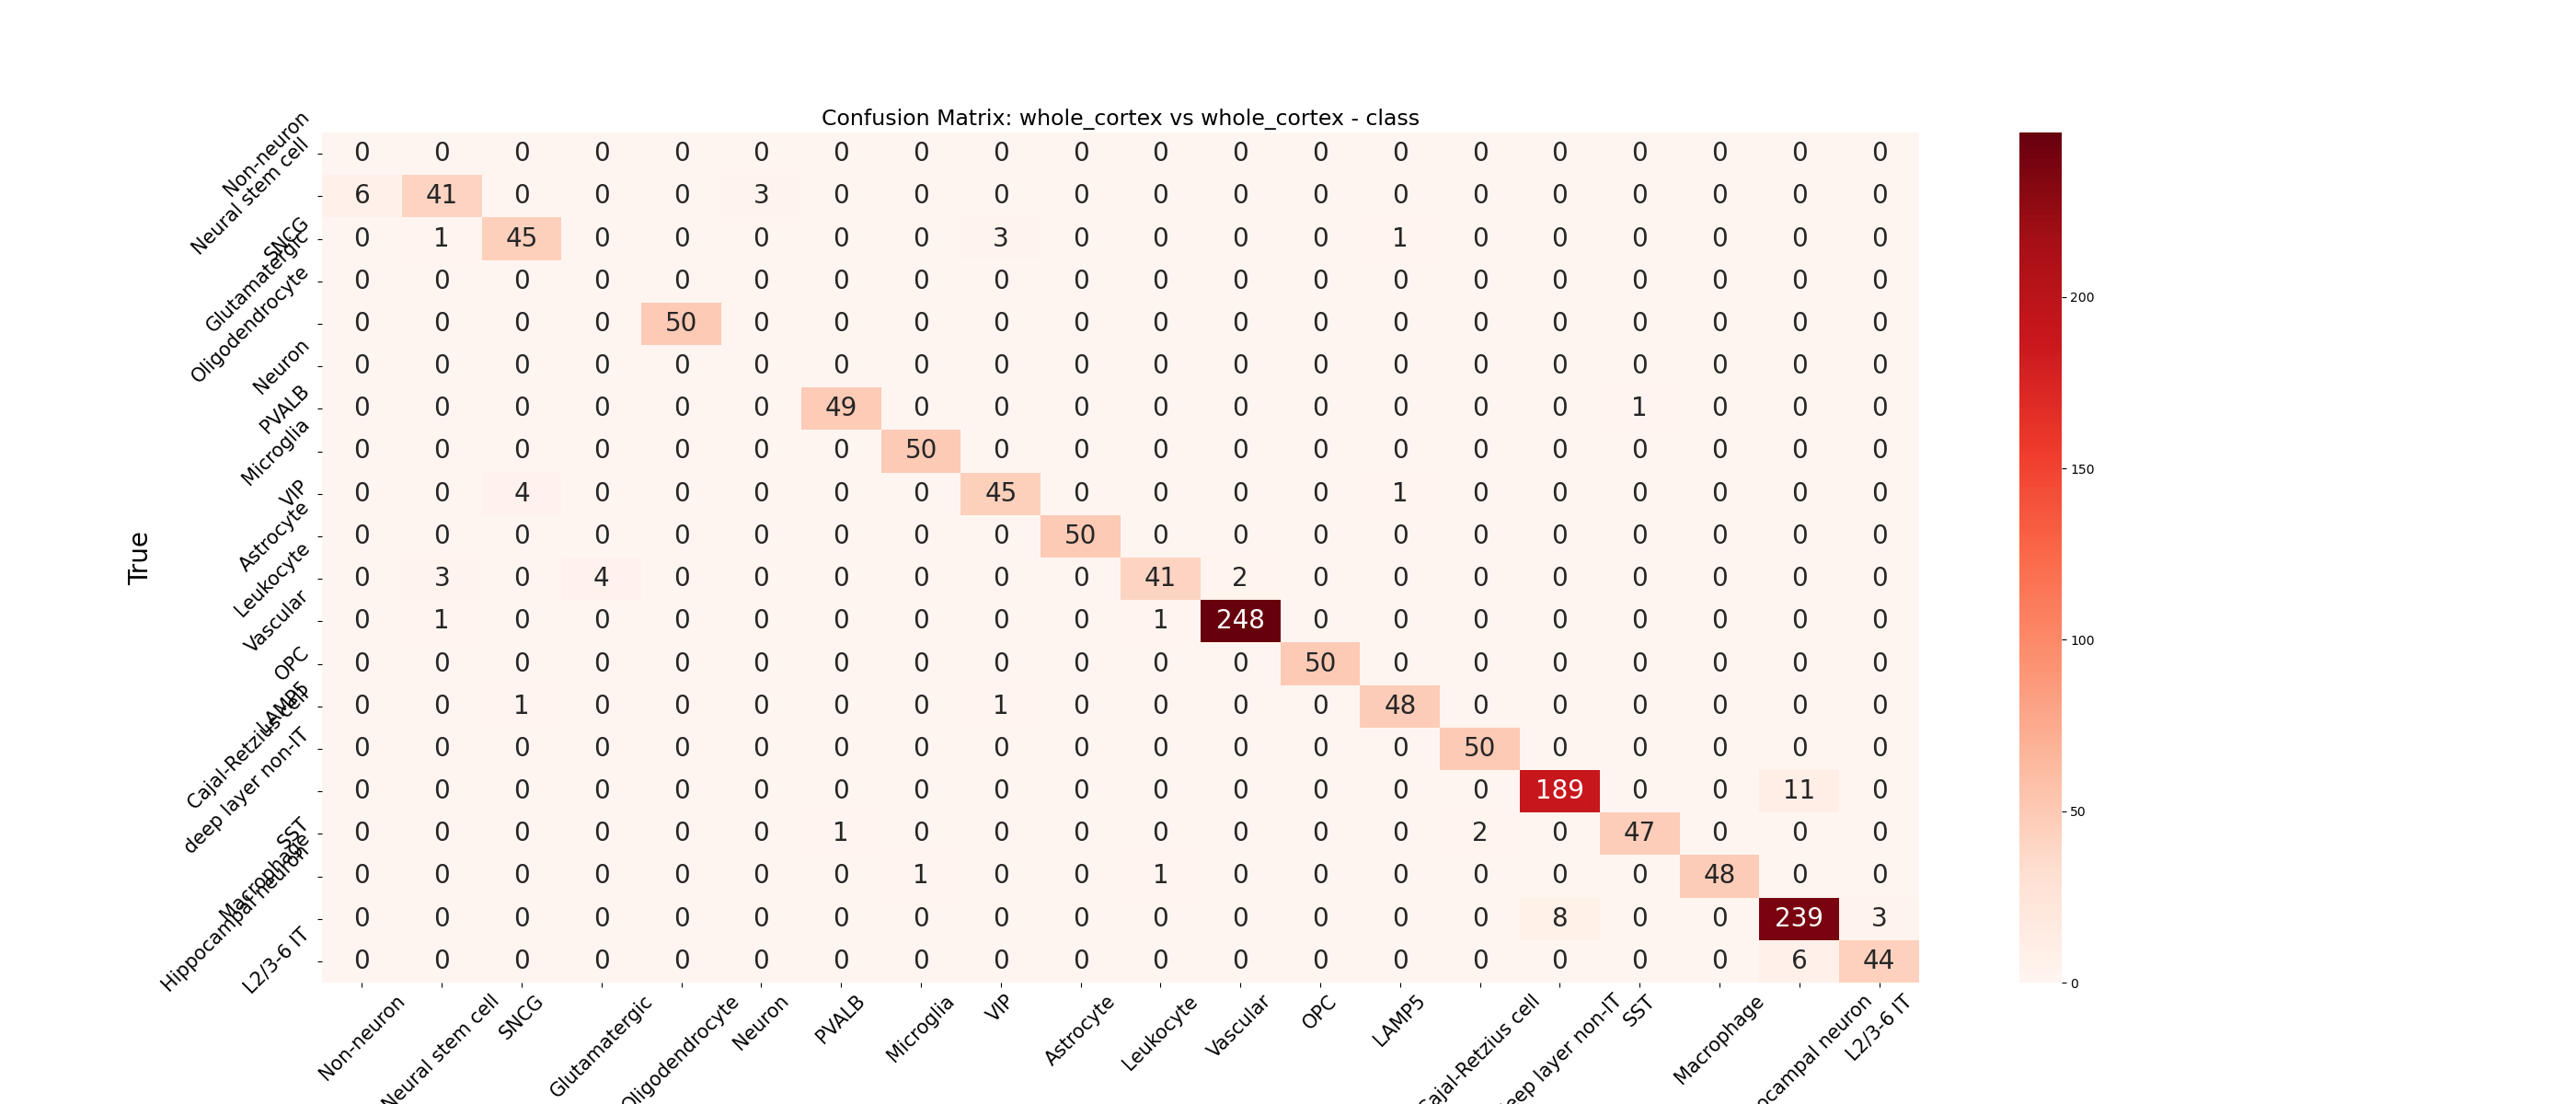 Confusion Matrix: whole_cortex vs whole_cortex - class
Non-neuron 0 0 0 0 0 0 0 0 0 0 0 0 0 0 0 0 0 0 0 0
Neural stem cell 6 41 0 0 0 3 0 0 0 0 0 0 0 0 0 0 0 0 0 0
SNCG 0 1 45 0 0 0 0 0 3 0 0 0 0 1 0 0 0 0 0 0
Glutamatergic 0 0 0 0 0 0 0 0 0 0 0 0 0 0 0 0 0 0 0 0
Oligodendrocyte 0 0 0 0 50 0 0 0 0 0 0 0 0 0 0 0 0 0 0 0
Neuron 0 0 0 0 0 0 0 0 0 0 0 0 0 0 0 0 0 0 0 0
PVALB 0 0 0 0 0 0 49 0 0 0 0 0 0 0 0 0 1 0 0 0
Microglia 0 0 0 0 0 0 0 50 0 0 0 0 0 0 0 0 0 0 0 0
VIP 0 0 4 0 0 0 0 0 45 0 0 0 0 1 0 0 0 0 0 0
Astrocyte 0 0 0 0 0 0 0 0 0 50 0 0 0 0 0 0 0 0 0 0
Leukocyte 0 3 0 4 0 0 0 0 0 0 41 2 0 0 0 0 0 0 0 0
Vascular 0 1 0 0 0 0 0 0 0 0 1 248 0 0 0 0 0 0 0 0
OPC 0 0 0 0 0 0 0 0 0 0 0 0 50 0 0 0 0 0 0 0
LAMP5 0 0 1 0 0 0 0 0 1 0 0 0 0 48 0 0 0 0 0 0
Cajal-Retzius cell 0 0 0 0 0 0 0 0 0 0 0 0 0 0 50 0 0 0 0 0
deep layer non-IT 0 0 0 0 0 0 0 0 0 0 0 0 0 0 0 189 0 0 11 0
SST 0 0 0 0 0 0 1 0 0 0 0 0 0 0 2 0 47 0 0 0
Macrophage 0 0 0 0 0 0 0 1 0 0 1 0 0 0 0 0 0 48 0 0
Hippocampal neuron 0 0 0 0 0 0 0 0 0 0 0 0 0 0 0 8 0 0 239 3
L2/3-6 IT 0 0 0 0 0 0 0 0 0 0 0 0 0 0 0 0 0 0 6 44
True
Non-neuron
Neural stem cell
SNCG
Glutamatergic
Oligodendrocyte
Neuron
PVALB
Microglia
VIP
Astrocyte
Leukocyte
Vascular
OPC
LAMP5
Cajal-Retzius cell
eep layer non-IT
SST
Macrophage
ocampal neuron
L2/3-6 IT
200
150
100
50
0